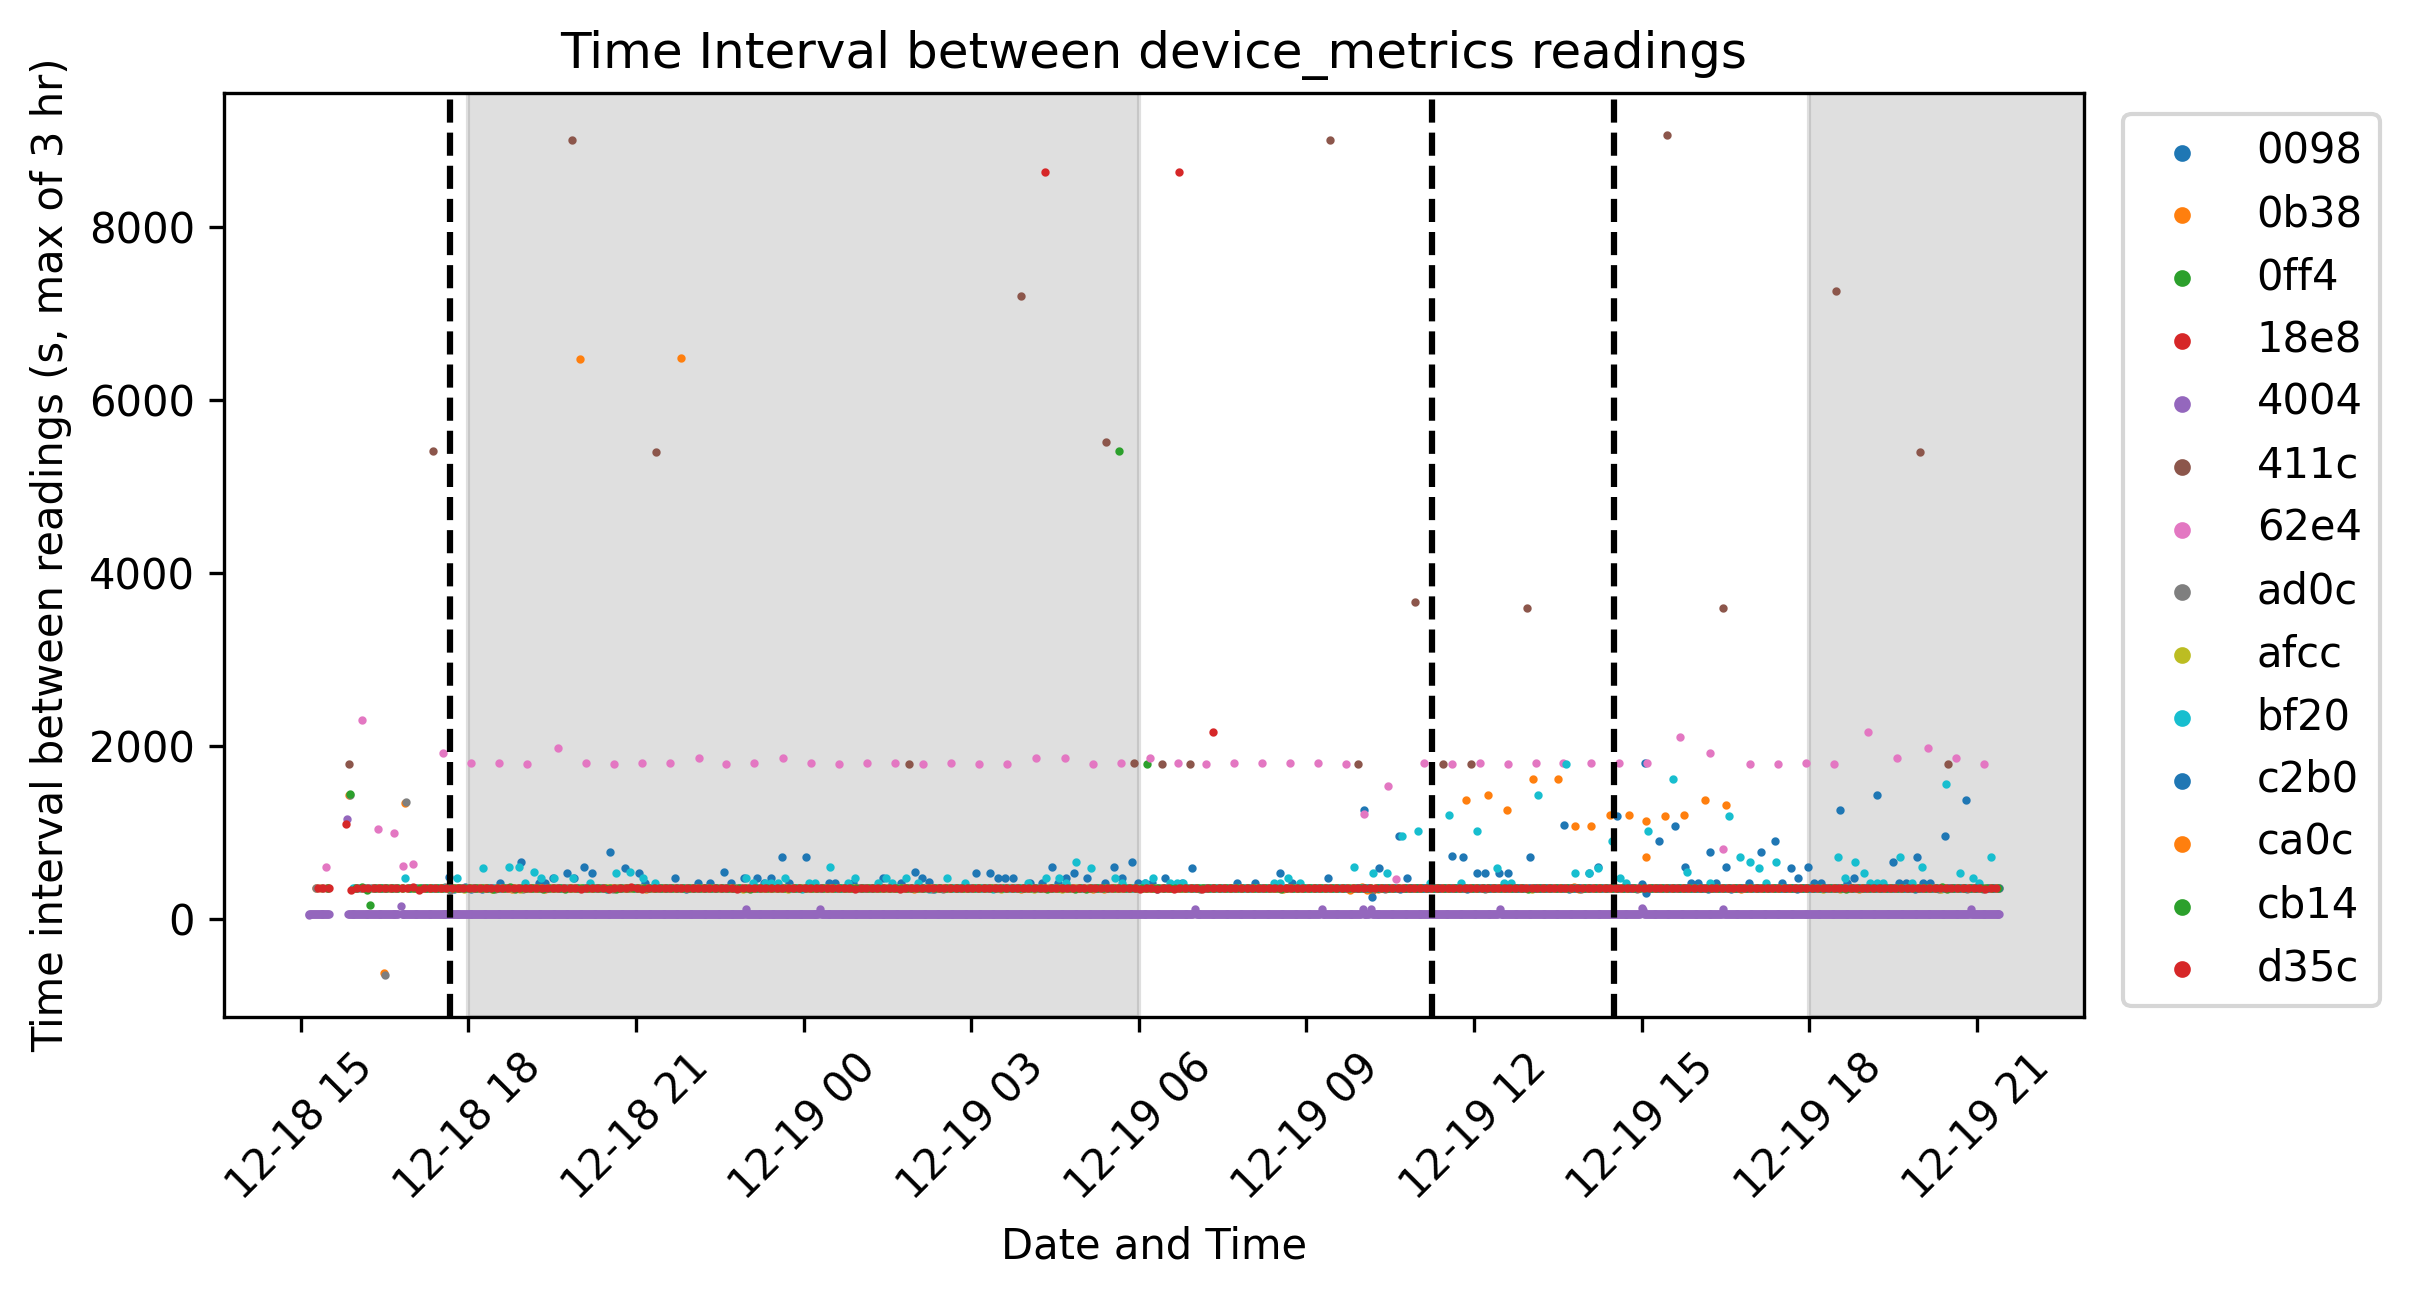 Time Interval between device_metrics readings
Time interval between readings (s, max of 3 hr)
8000
6000
4000
2000
0
12-18 15
12-18 18
12-18 21
12-19 00
12-19 03
12-19 06
12-19 09
12-19 12
12-19 15
12-19 18
12-19 21
Date and Time
0098
0b38
0ff4
18e8
4004
411c
62e4
ad0c
afcc
bf20
c2b0
ca0c
cb14
d35c